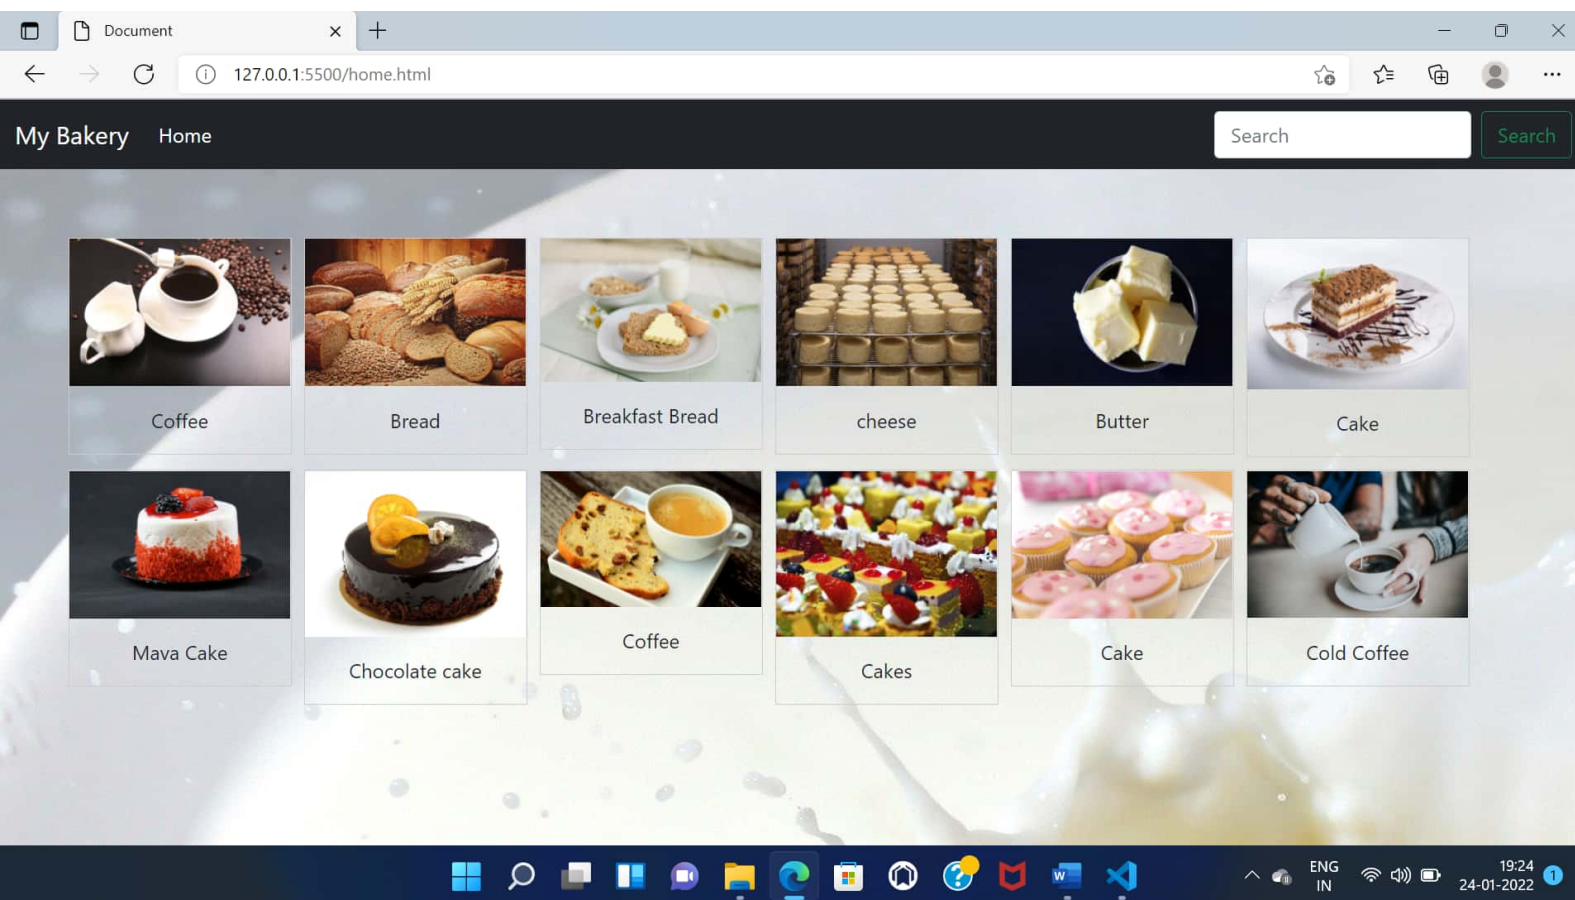 Document
127.0.0.1:5500/home.html
My Bakery Home Search Search
Coffee Bread Breakfast Bread cheese Butter Cake
Mava Cake Chocolate cake Coffee Cakes Cake Cold Coffee
ENG 19:24
IN 24-01-2022 1